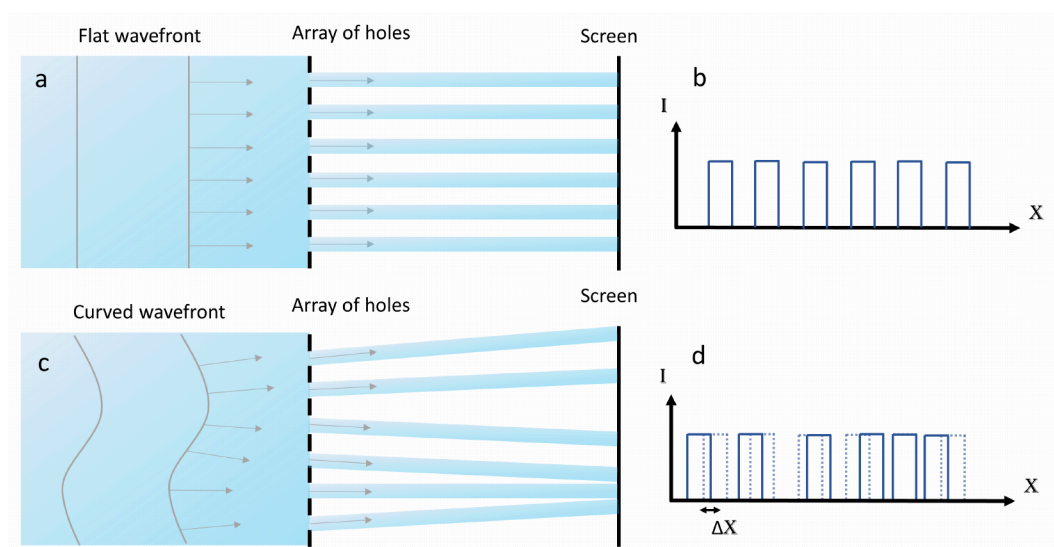 Flat wavefront
Array of holes
Screen
a
b
I
X
Curved wavefront
Array of holes
Screen
c
d
I
X
ΔX